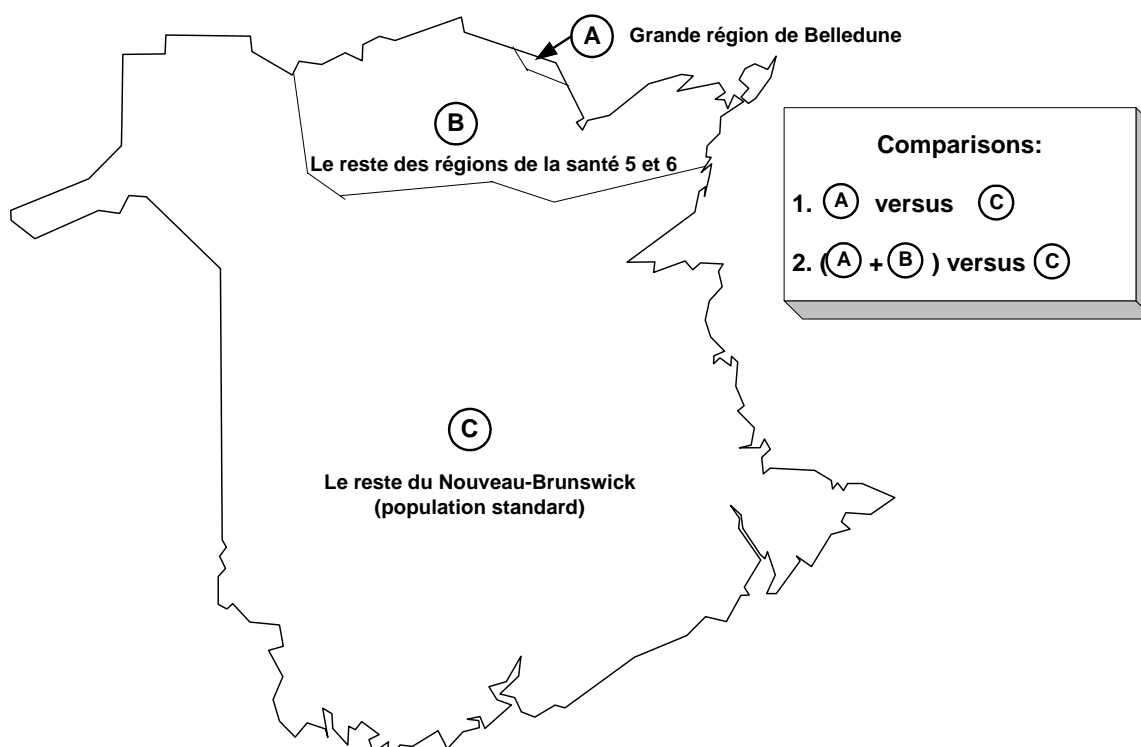 A Grande région de Belledune
B
Le reste des régions de la santé 5 et 6
Comparisons:
1. A versus C
2. (A + B ) versus C
C
Le reste du Nouveau-Brunswick
(population standard)